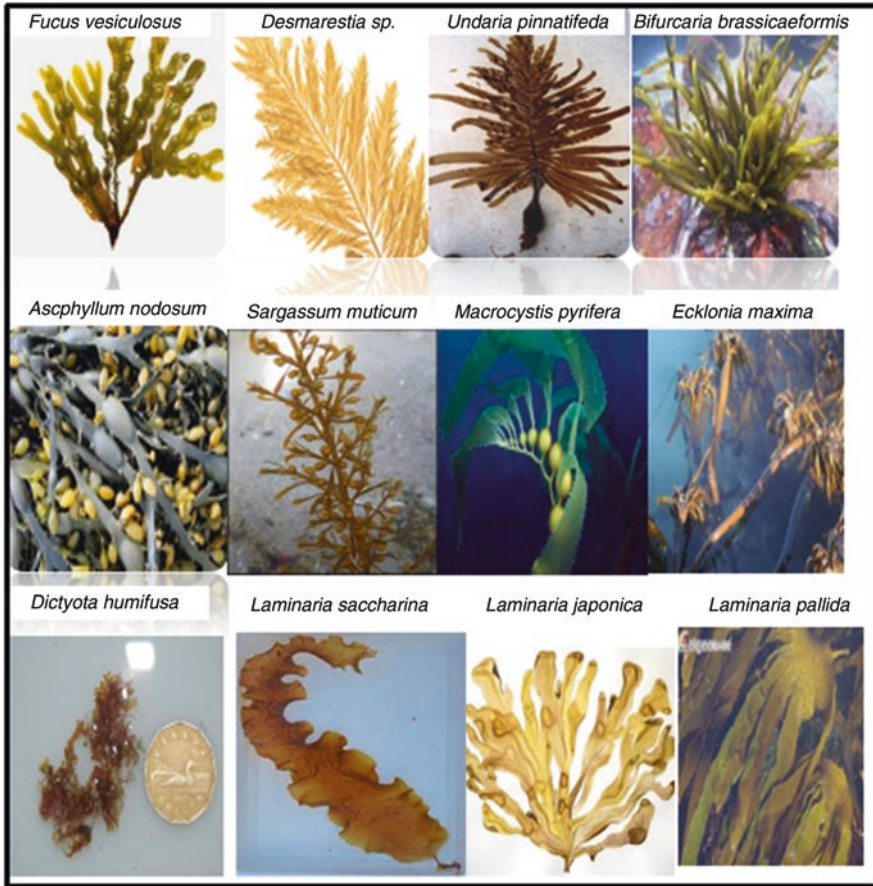 Fucus vesiculosus
Desmarestia sp.
Undaria pinnatifeda
Bifurcaria brassicaeformis
Ascphyllum nodosum
Sargassum muticum
Macrocystis pyrifera
Ecklonia maxima
Dictyota humifusa
Laminaria saccharina
Laminaria japonica
Laminaria pallida